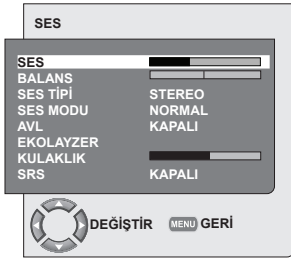 SES
SES
BALANS
SES TİPİ STEREO
SES MODU NORMAL
AVL KAPALI
EKOLAYZER
KULAKLIK
SRS KAPALI
DEĞİŞTİR MENU GERİ